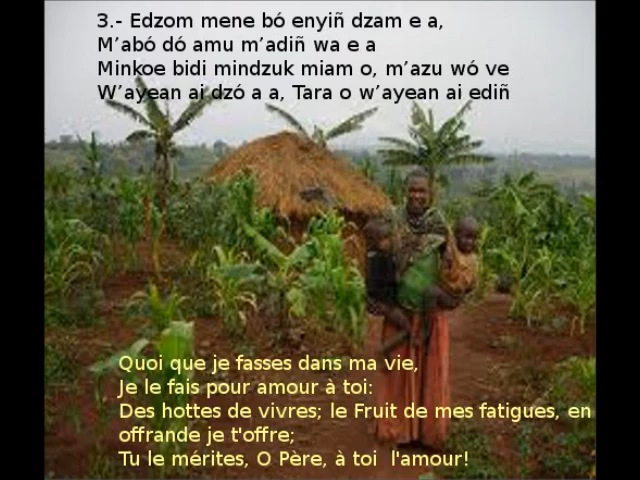 3.- Edzom mene bó enyiñ dzam e a,
M’abó dó amu m’adiñ wa e a
Minkoe bidi mindzuk miam o, m’azu wó ve
W’ayean ai dzó a a, Tara o w’ayean ai ediñ
Quoi que je fasses dans ma vie,
Je le fais pour amour à toi:
Des hottes de vivres; le Fruit de mes fatigues, en
offrande je t'offre;
Tu le mérites, O Père, à toi  l'amour!